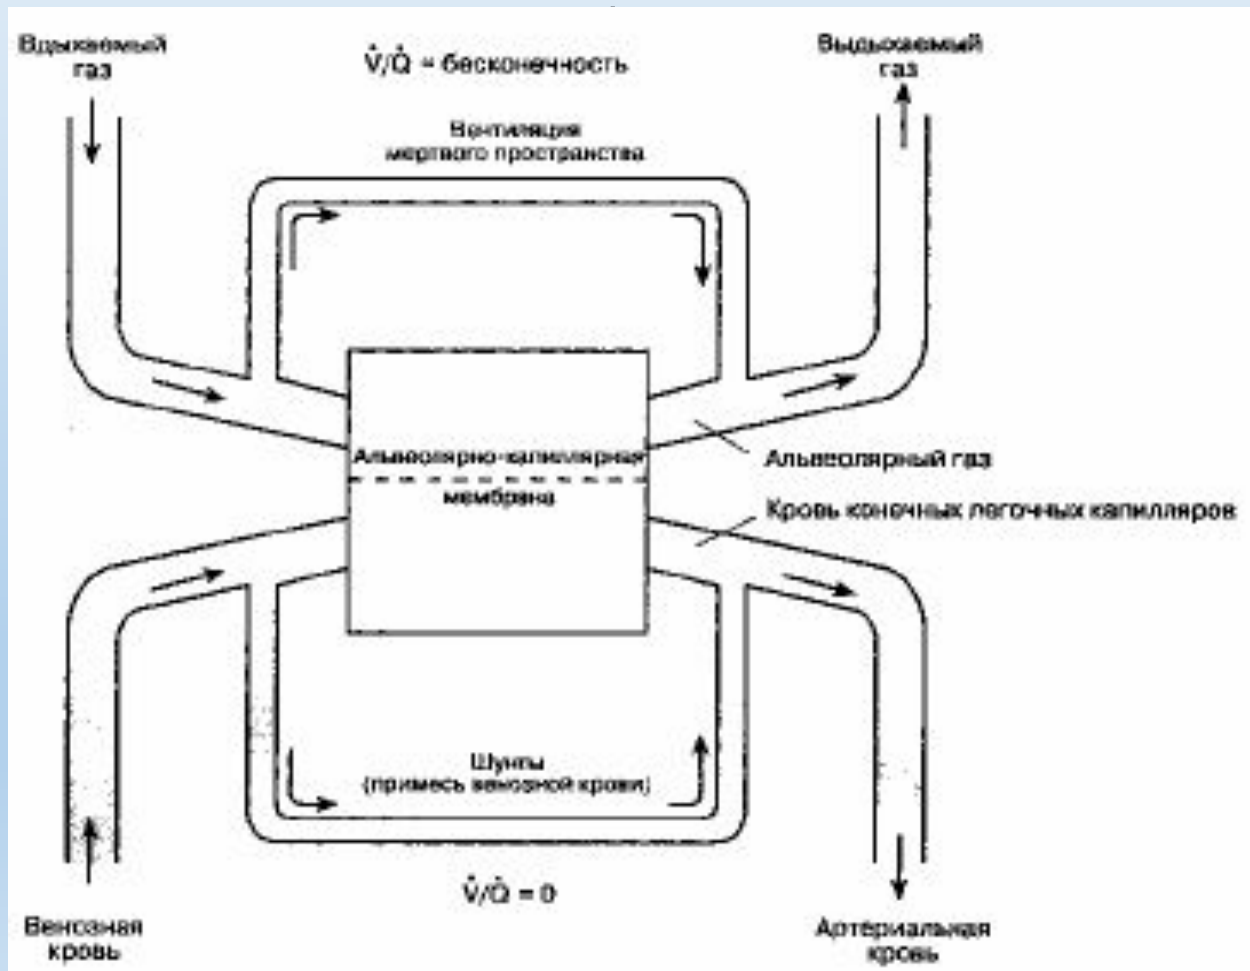 Вдыхаемый
газ
V̇/Q̇ = бесконечность
Выдыхаемый
газ
Вентиляция
мертвого пространства
Альвеолярно-капиллярная
мембрана
Альвеолярный газ
Кровь конечных легочных капилляров
Шунты
(примесь венозной крови)
V̇/Q̇ = 0
Венозная
кровь
Артериальная
кровь